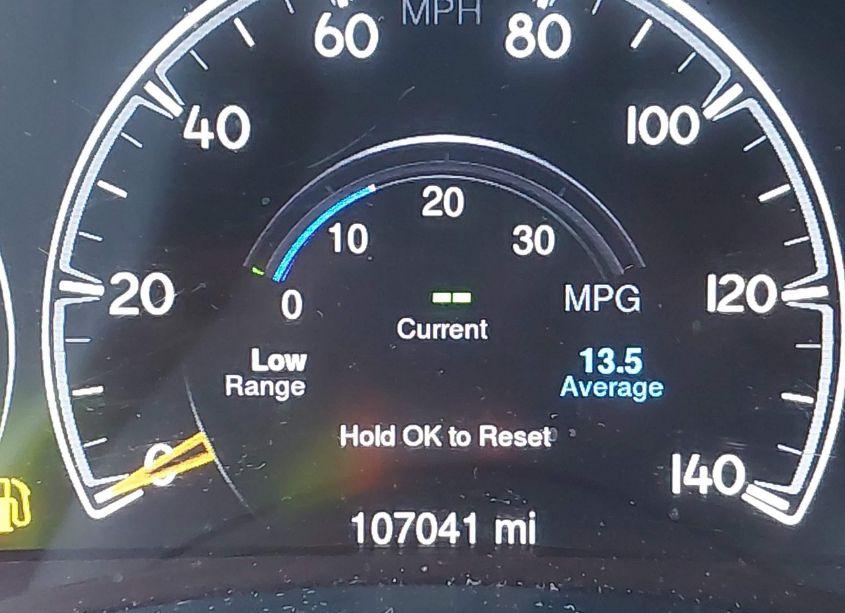 MPH
60 80
40 100
20
10 30
20 0 -- MPG 120
Current
Low 13.5
Range Average
Hold OK to Reset
0 140
107041 mi